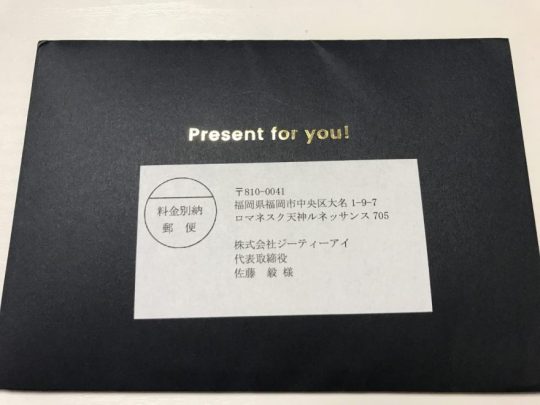 Present for you!
料金別納
郵 便
〒810-0041
福岡県福岡市中央区大名 1-9-7
ロマネスク天神ルネッサンス 705
株式会社ジーティーアイ
代表取締役
佐藤 毅 様